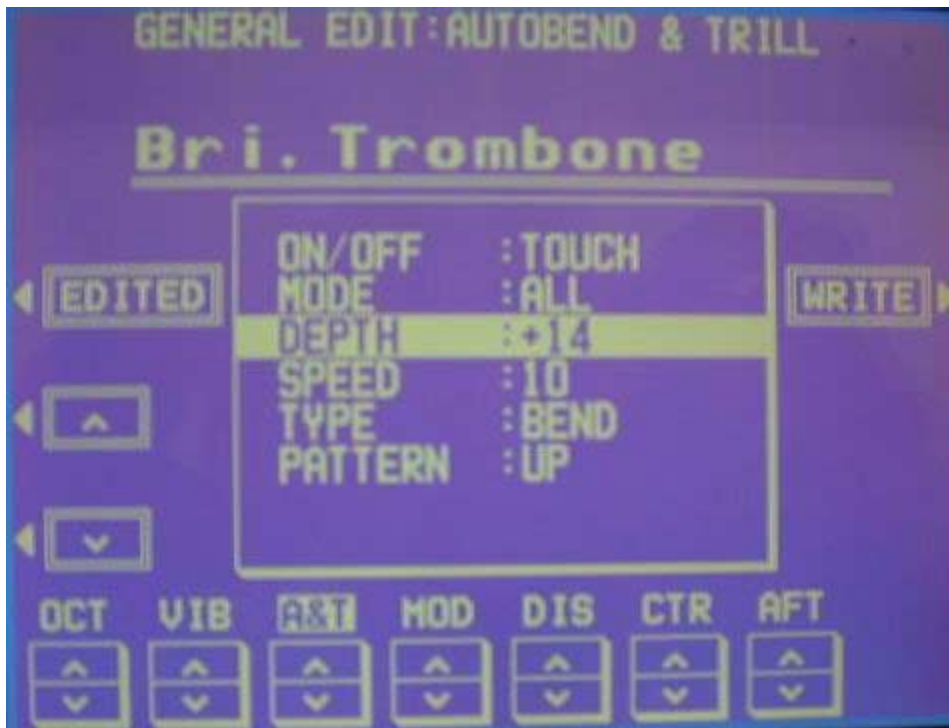 GENERAL EDIT:AUTOBEND & TRILL
Bri.Trombone
ON/OFF :TOUCH
MODE :ALL
DEPTH :+14
SPEED :10
TYPE :BEND
PATTERN :UP
EDITED
WRITE
OCT VIB A&T MOD DIS CTR AFT